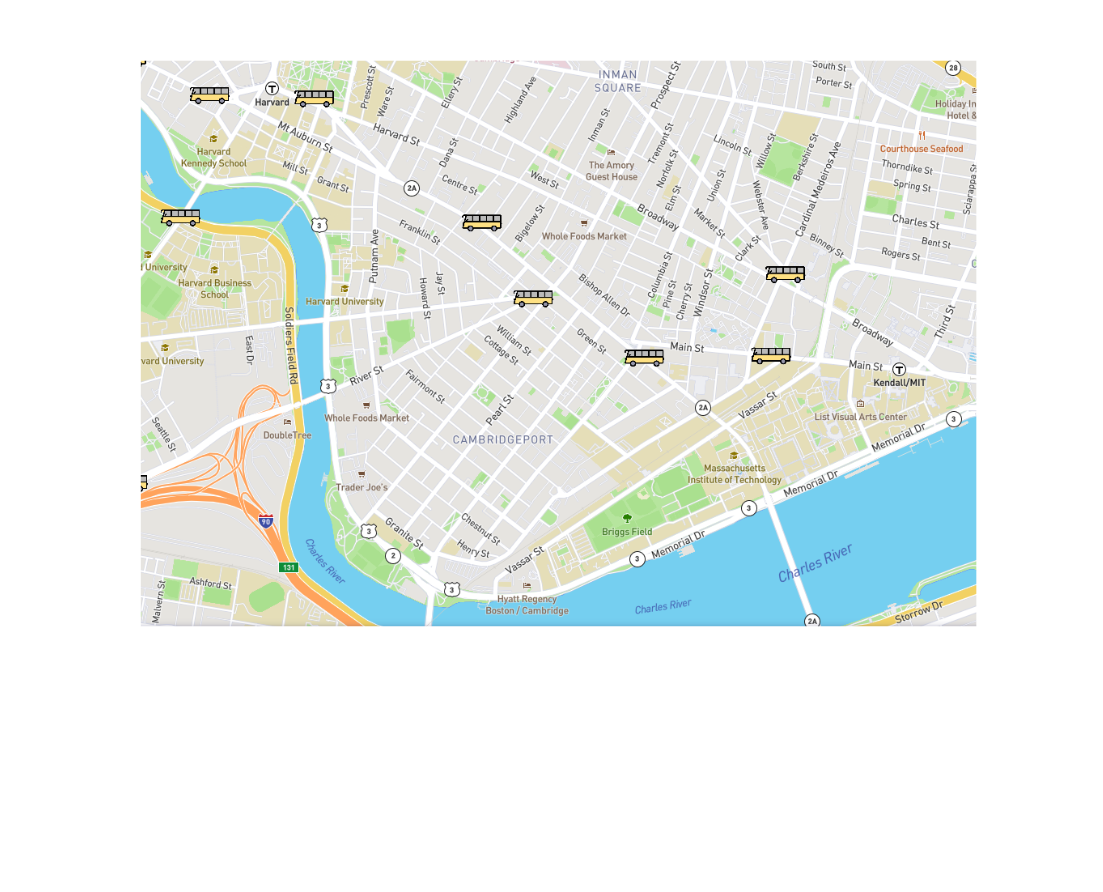 South St
28
Porter St
INMAN
SQUARE
Prospect St
Prescott St
Ware St
Ellery St
Highland Ave
T
Harvard
Holiday In
Hotel &
Inman St
Mt Auburn St
Harvard St
Tremont St
Lincoln St
Willow St
Berkshire St
Cardinal Medeiros Ave
Courthouse Seafood
Harvard
Kennedy School
Dana St
Norfolk St
The Amory
Guest House
Thorndike St
Mill St
Grant St
2A
Centre St
West St
Elm St
Union St
Webster Ave
Spring St
Sciarappa St
3
Franklin St
Bigelow St
Broadway
Market St
Charles St
Whole Foods Market
Clark St
Binney St
Bent St
Rogers St
Putnam Ave
l University
Harvard Business
School
Harvard University
Jay St
Howard St
Bishop Allen Dr
Columbia St
Pine St
Cherry St
Windsor St
Soldiers Field Rd
East Dr
vard University
William St
Cottage St
Green St
Main St
Broadway
Third St
Main St
T
Kendall/MIT
3
River St
Fairmont St
Pearl St
2A
Vassar St
List Visual Arts Center
Whole Foods Market
3
Memorial Dr
Seattle St
DoubleTree
CAMBRIDGEPORT
Massachusetts
Institute of Technology
Trader Joe's
Memorial Dr
3
90
3
Granite St
Chestnut St
Henry St
2
Briggs Field
3
Memorial Dr
Vassar St
Charles River
Charles River
131
Ashford St
Malvern St
3
Hyatt Regency
Boston / Cambridge
Charles River
2A
Storrow Dr